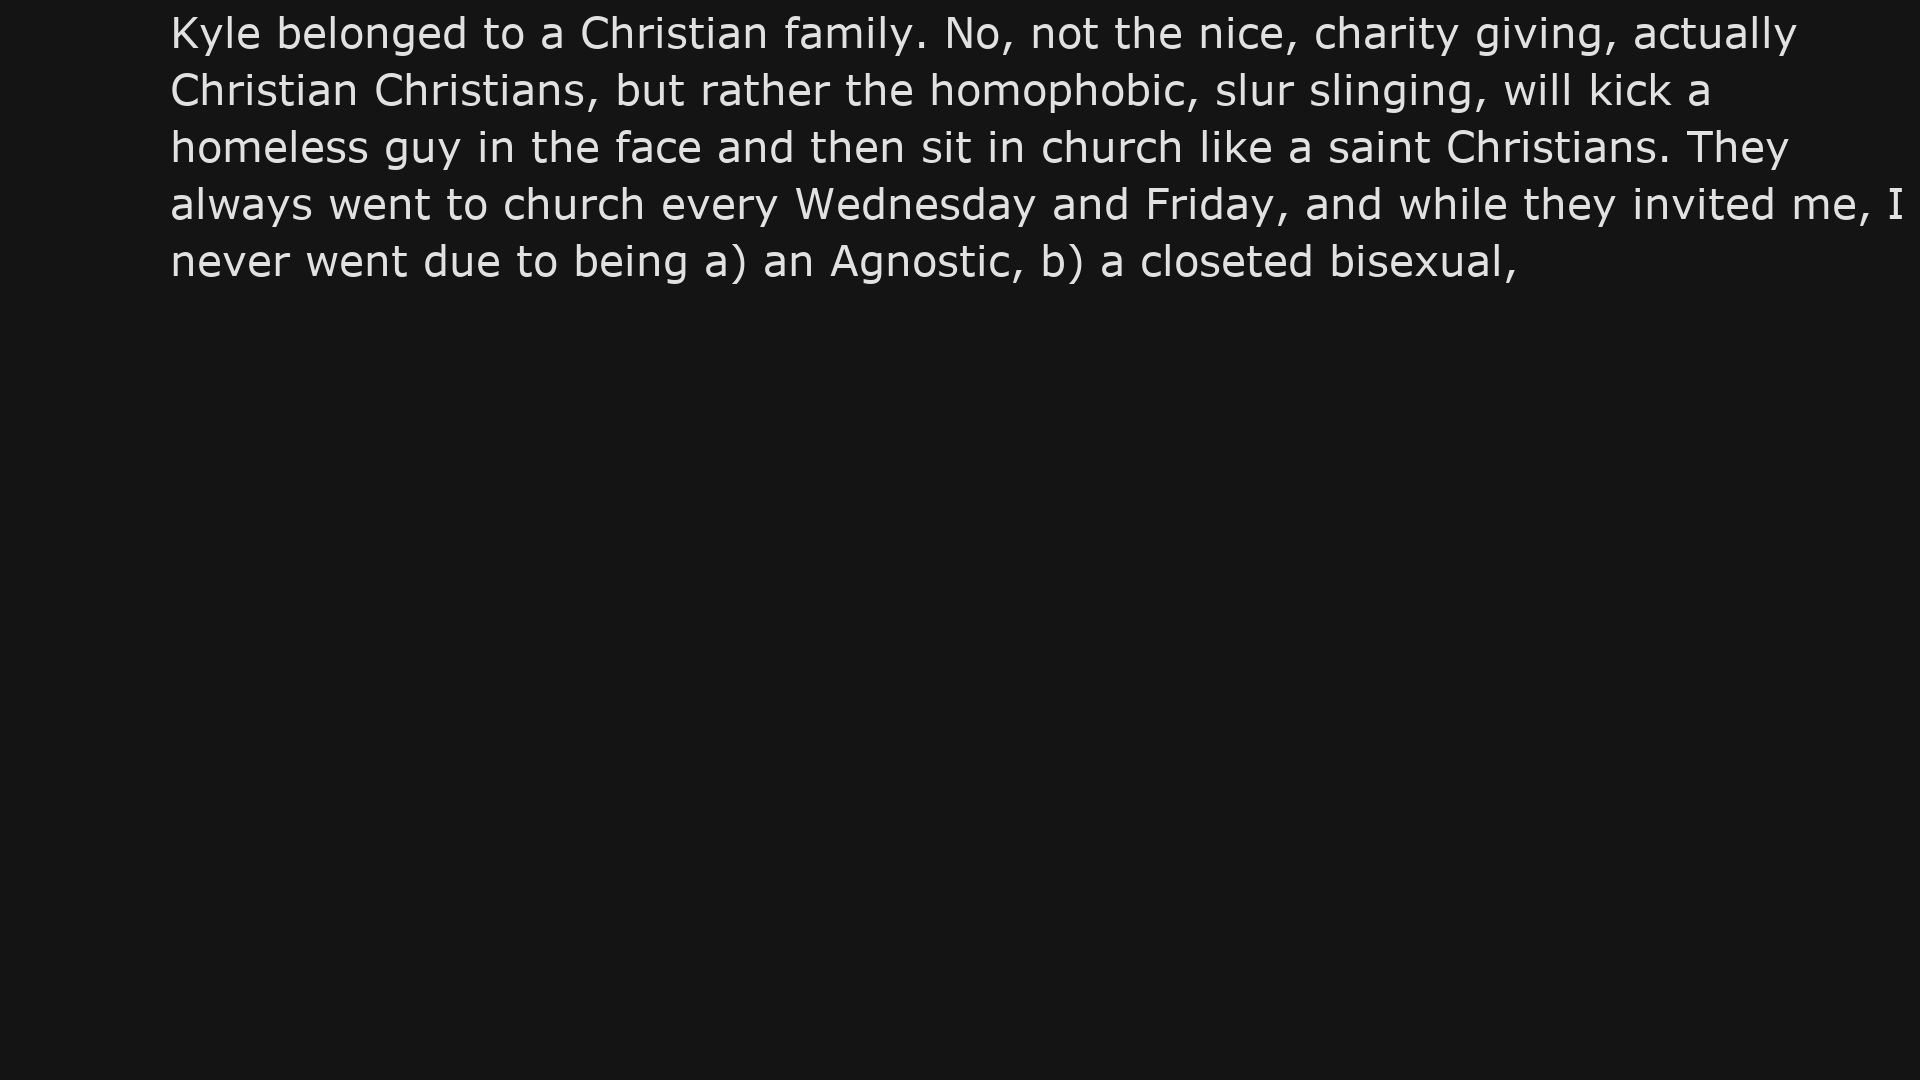 Kyle belonged to a Christian family. No, not the nice, charity giving, actually
Christian Christians, but rather the homophobic, slur slinging, will kick a
homeless guy in the face and then sit in church like a saint Christians. They
always went to church every Wednesday and Friday, and while they invited me, I
never went due to being a) an Agnostic, b) a closeted bisexual,